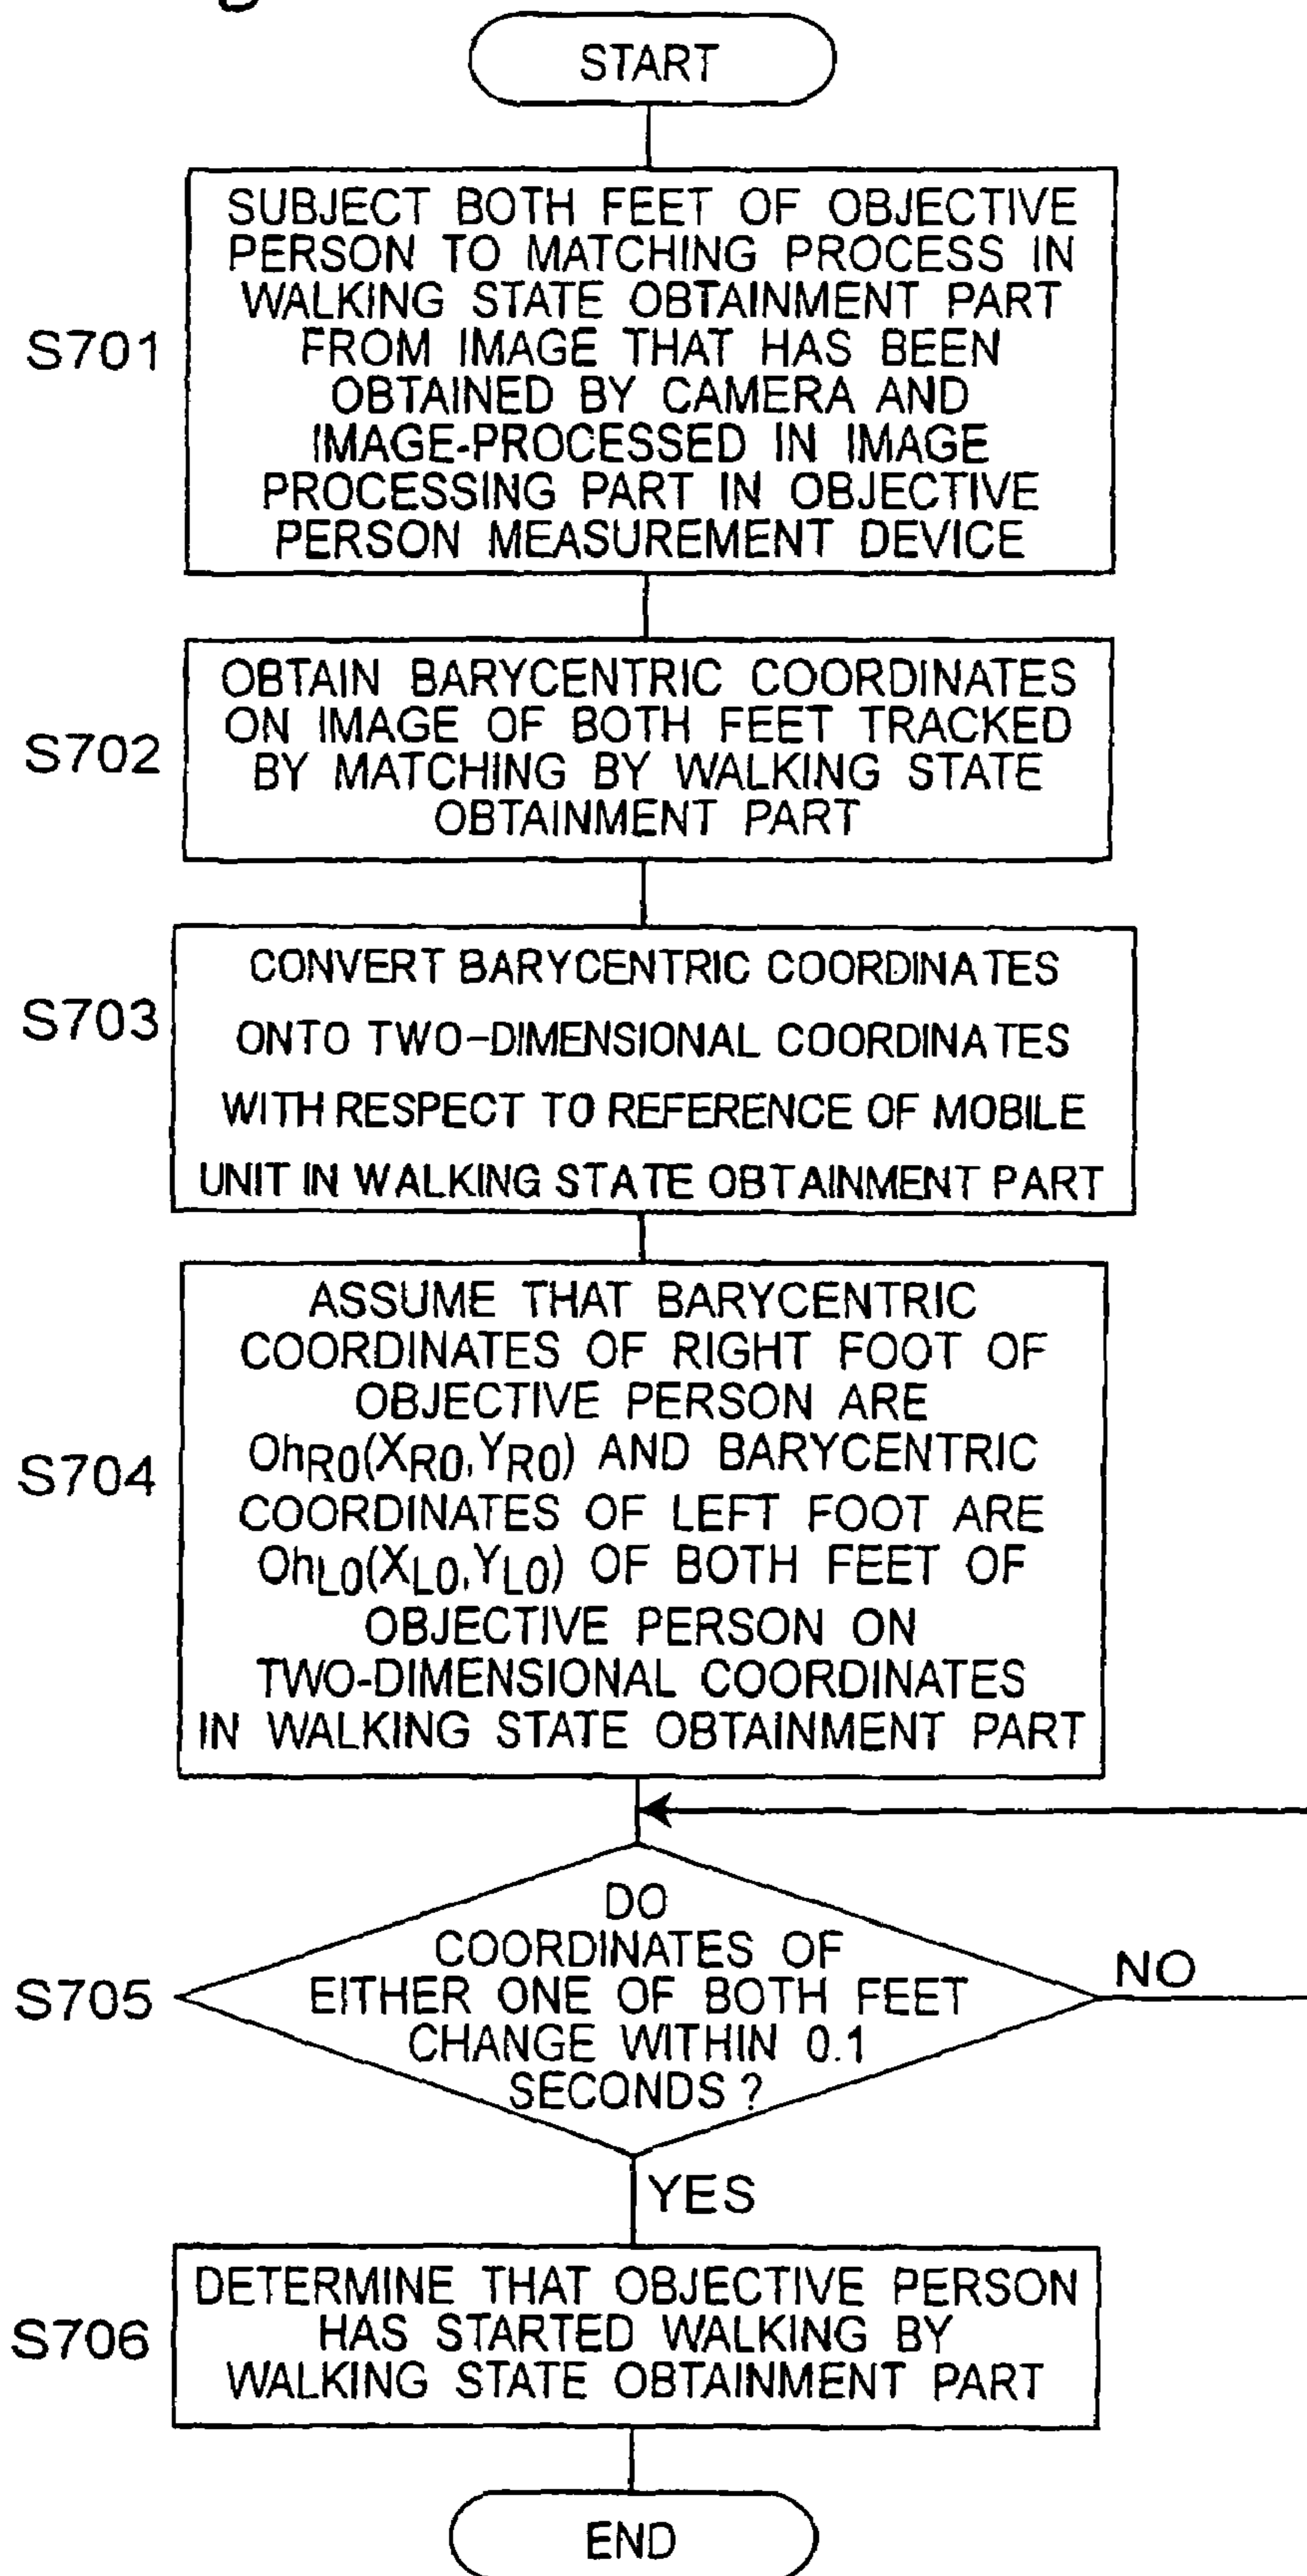 START
SUBJECT BOTH FEET OF OBJECTIVE
PERSON TO MATCHING PROCESS IN
WALKING STATE OBTAINMENT PART
S701
FROM IMAGE THAT HAS BEEN
OBTAINED BY CAMERA AND
IMAGE-PROCESSED IN IMAGE
PROCESSING PART IN OBJECTIVE
PERSON MEASUREMENT DEVICE
OBTAIN BARYCENTRIC COORDINATES
ON IMAGE OF BOTH FEET TRACKED
S702
BY MATCHING BY WALKING STATE
OBTAINMENT PART
CONVERT BARYCENTRIC COORDINATES
S703
ONTO TWO-DIMENSIONAL COORDINATES
WITH RESPECT TO REFERENCE OF MOBILE
UNIT IN WALKING STATE OBTAINMENT PART
ASSUME THAT BARYCENTRIC
COORDINATES OF RIGHT FOOT OF
OBJECTIVE PERSON ARE
OhR0(XR0,YR0) AND BARYCENTRIC
S704
COORDINATES OF LEFT FOOT ARE
OhL0(XL0,YL0) OF BOTH FEET OF
OBJECTIVE PERSON ON
TWO-DIMENSIONAL COORDINATES
IN WALKING STATE OBTAINMENT PART
DO
COORDINATES OF
EITHER ONE OF BOTH FEET
CHANGE WITHIN 0.1
SECONDS ?
S705
NO
YES
DETERMINE THAT OBJECTIVE PERSON
S706
HAS STARTED WALKING BY
WALKING STATE OBTAINMENT PART
END